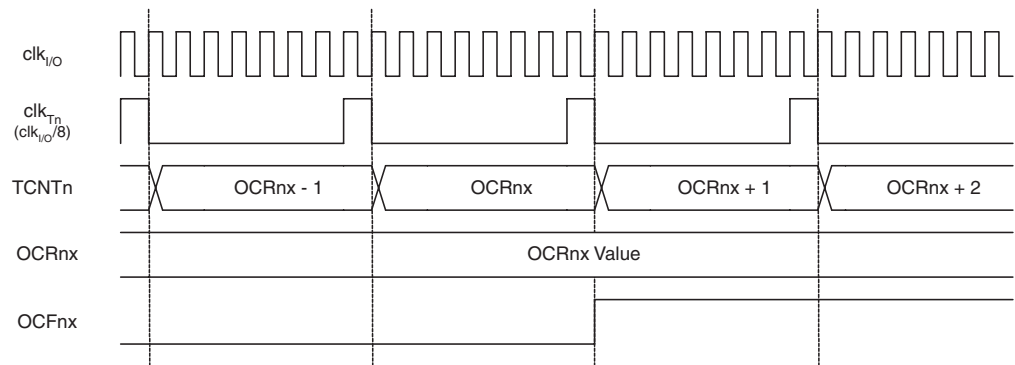 clkI/O
clkTn
(clkI/O/8)
TCNTn
OCRnx - 1
OCRnx
OCRnx + 1
OCRnx + 2
OCRnx
OCRnx Value
OCFnx